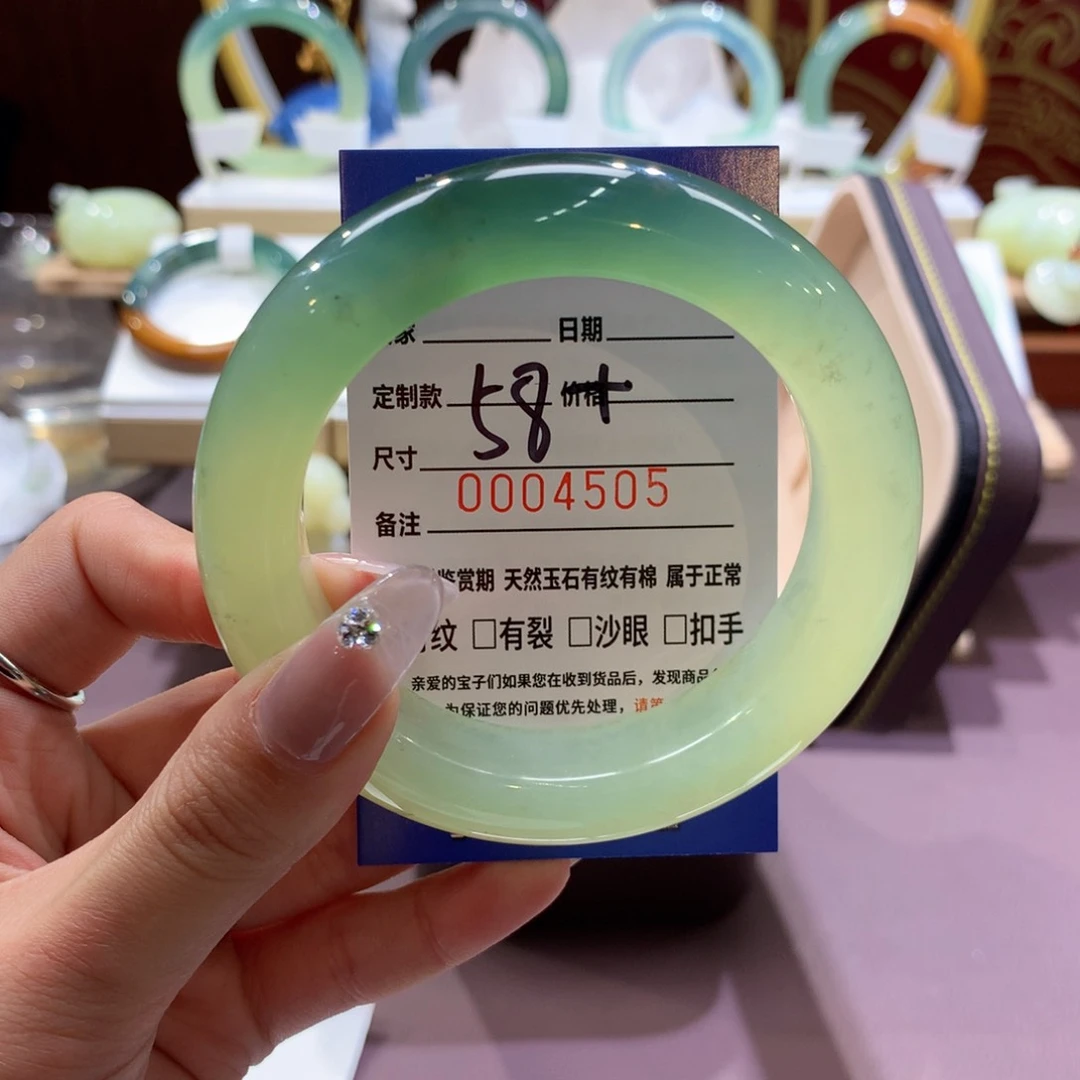 家 日期
定制款 58+ 价格
尺寸
0004505
备注
鉴赏期 天然玉石有纹有棉 属于正常
纹 □有裂 □沙眼 □扣手
亲爱的宝子们如果您在收到货品后，发现商品
为保证您的问题优先处理，请第